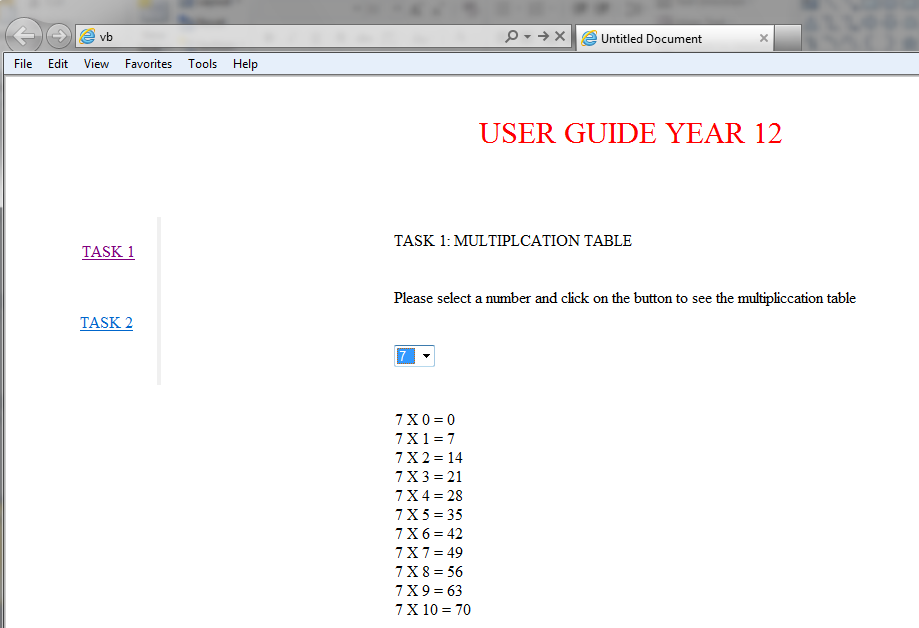 vb
Untitled Document
File Edit View Favorites Tools Help
USER GUIDE YEAR 12
TASK 1
TASK 2
TASK 1: MULTIPLCATION TABLE
Please select a number and click on the button to see the multipliccation table
7
7 X 0 = 0
7 X 1 = 7
7 X 2 = 14
7 X 3 = 21
7 X 4 = 28
7 X 5 = 35
7 X 6 = 42
7 X 7 = 49
7 X 8 = 56
7 X 9 = 63
7 X 10 = 70